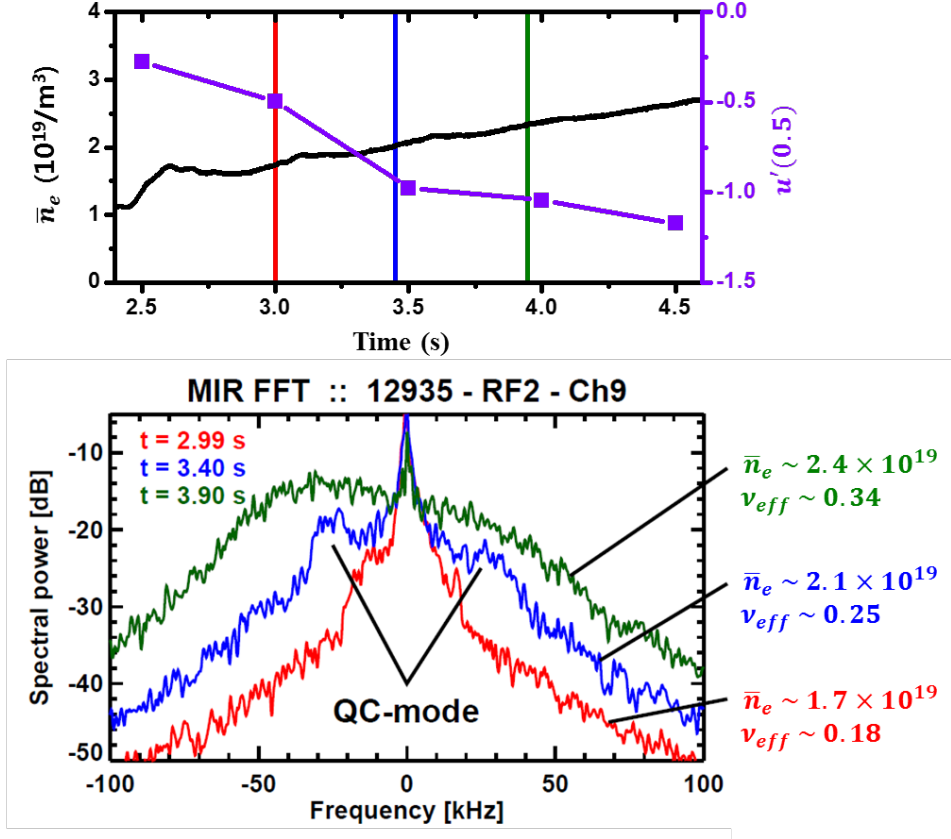 4
3
2
1
0
n̄e (10¹⁹/m³)
0.0
-0.5
-1.0
-1.5
u'(0.5)
2.5 3.0 3.5 4.0 4.5
Time (s)
MIR FFT :: 12935 - RF2 - Ch9
t = 2.99 s
t = 3.40 s
t = 3.90 s
-10
-20
-30
-40
-50
Spectral power [dB]
QC-mode
-100 -50 0 50 100
Frequency [kHz]
n̄e ~ 2.4 × 10¹⁹
νeff ~ 0.34
n̄e ~ 2.1 × 10¹⁹
νeff ~ 0.25
n̄e ~ 1.7 × 10¹⁹
νeff ~ 0.18